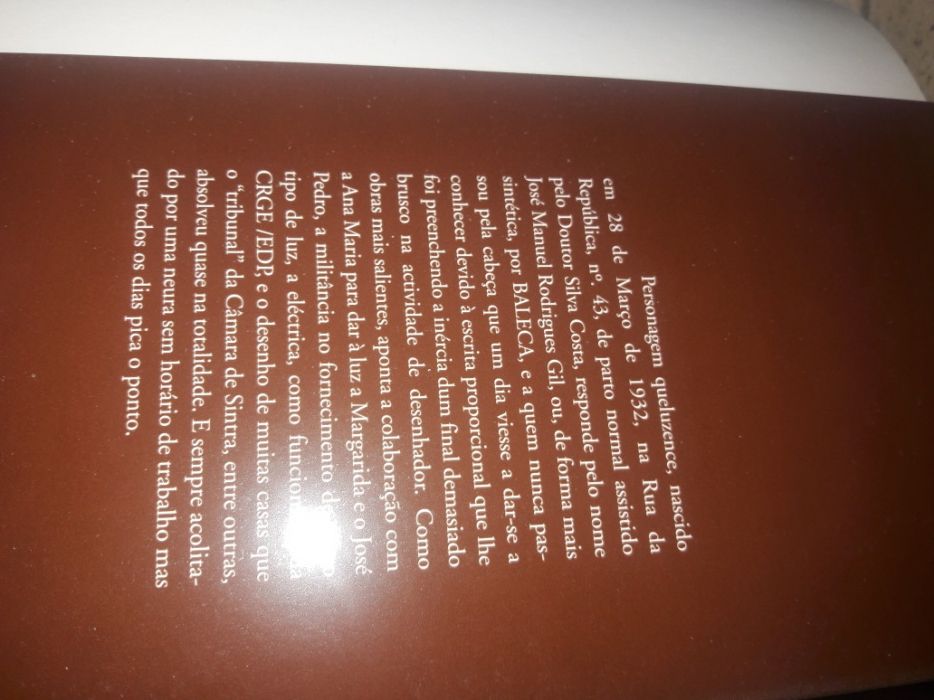 Personagem queluzence, nascido
em 28 de Março de 1932, na Rua da
República, nº. 43, de parto normal assistido
pelo Doutor Silva Costa, responde pelo nome
José Manuel Rodrigues Gil, ou, de forma mais
sintética, por BALECA, e a quem nunca pas-
sou pela cabeça que um dia viesse a dar-se a
conhecer devido à escrita proporcional que lhe
foi preenchendo a inércia dum final demasiado
brusco na actividade de desenhador. Como
obras mais salientes, aponta a colaboração com
a Ana Maria para dar à luz a Margarida e o José
Pedro, a militância no fornecimento
tipo de luz, a eléctrica, como
CRGE /EDP, e o desenho de muitas casas que
o "tribunal" da Câmara de Sintra, entre outras,
absolveu quase na totalidade. E sempre acolita-
do por uma neura sem horário de trabalho mas
que todos os dias pica o ponto.